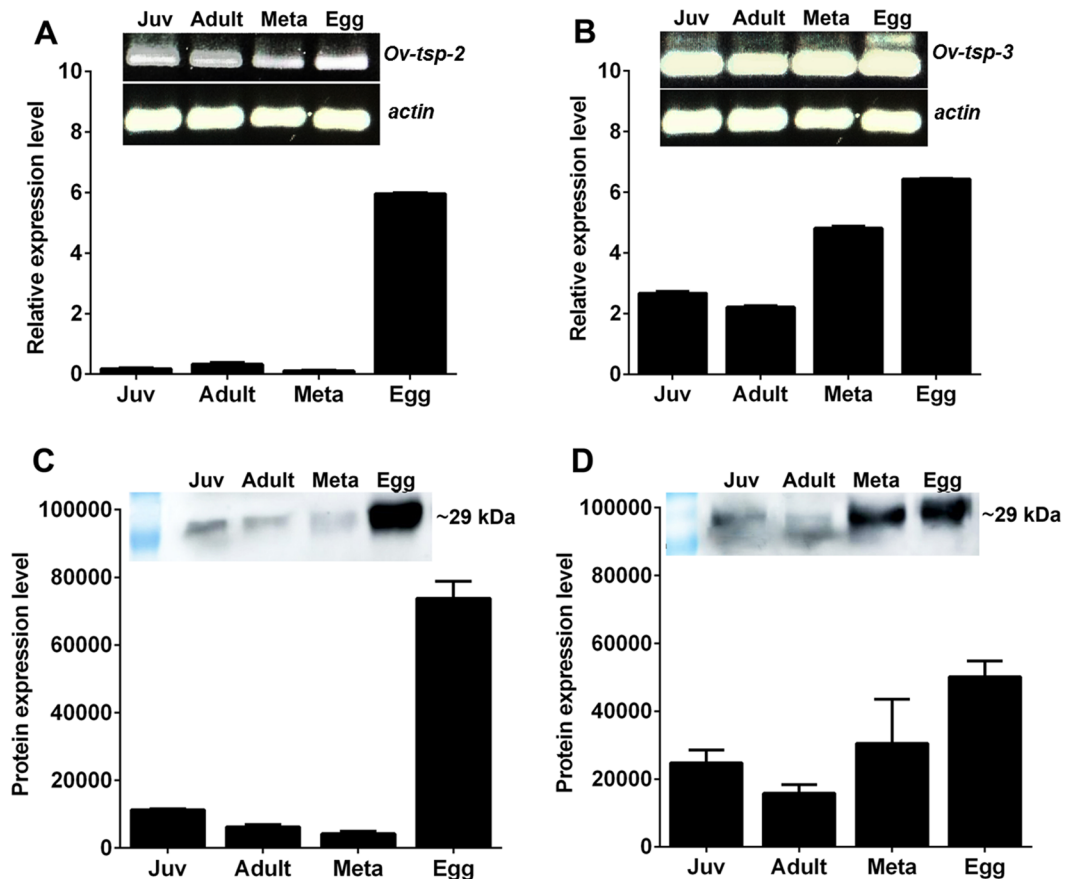 A
Juv Adult Meta Egg
Ov-tsp-2
actin
Relative expression level
10
8
6
4
2
0
Juv Adult Meta Egg
B
Juv Adult Meta Egg
Ov-tsp-3
actin
Relative expression level
10
8
6
4
2
0
Juv Adult Meta Egg
C
Juv Adult Meta Egg
~29 kDa
Protein expression level
100000
80000
60000
40000
20000
0
Juv Adult Meta Egg
D
Juv Adult Meta Egg
~29 kDa
Protein expression level
100000
80000
60000
40000
20000
0
Juv Adult Meta Egg